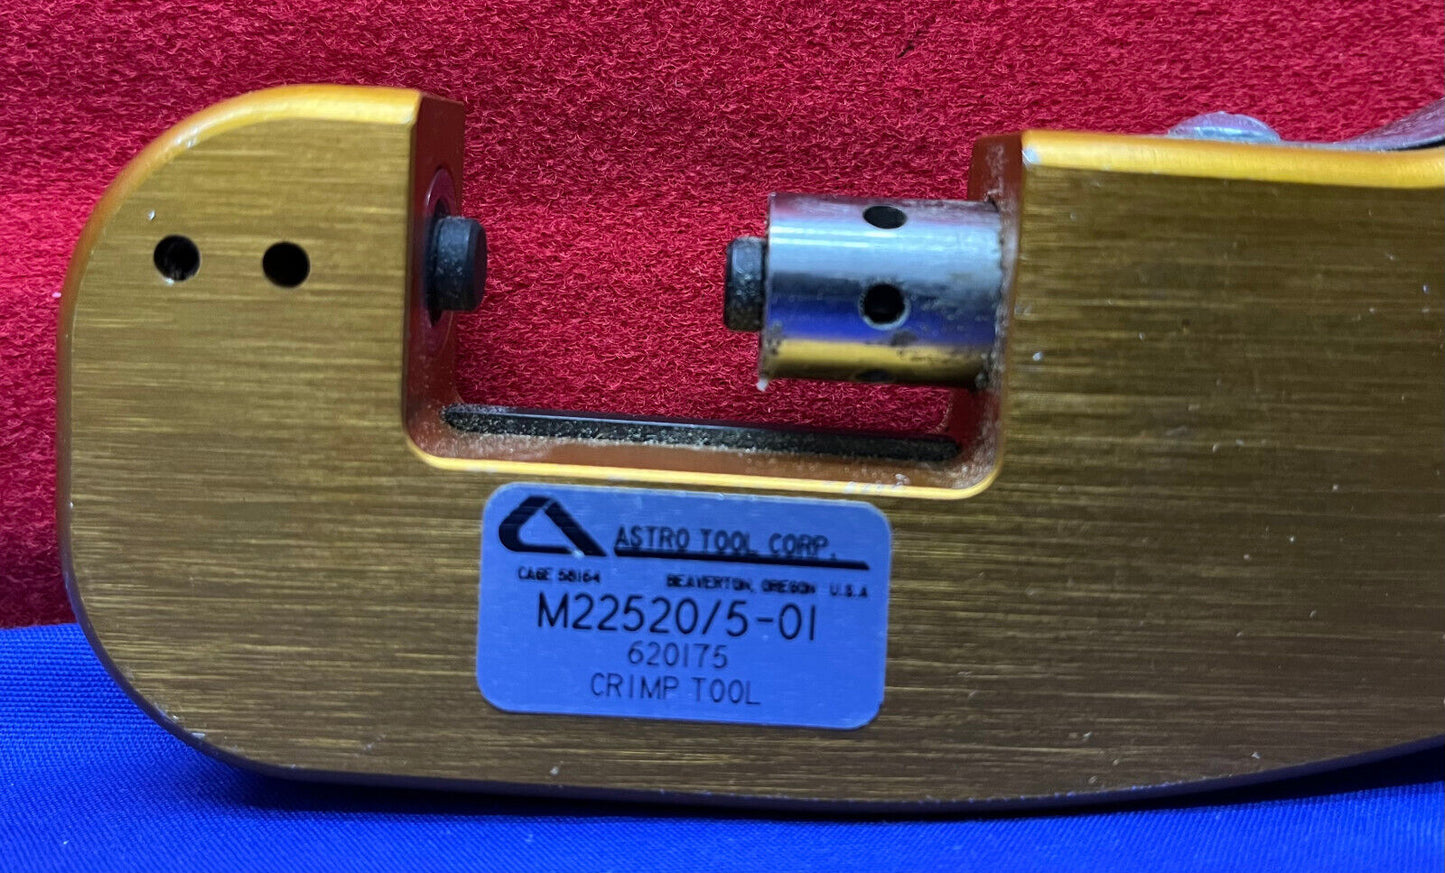 ASTRO TOOL CORP.
CAGE 58164 BEAVERTON, OREGON U.S.A
M22520/5-01
620175
CRIMP TOOL